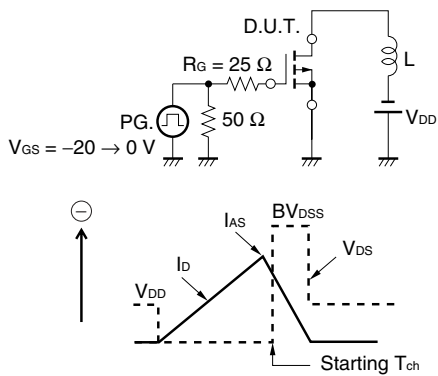 D.U.T.
RG = 25 Ω
L
PG.
50 Ω
VDD
VGS = −20 → 0 V
−
BVDSS
IAS
VDS
ID
VDD
Starting Tch